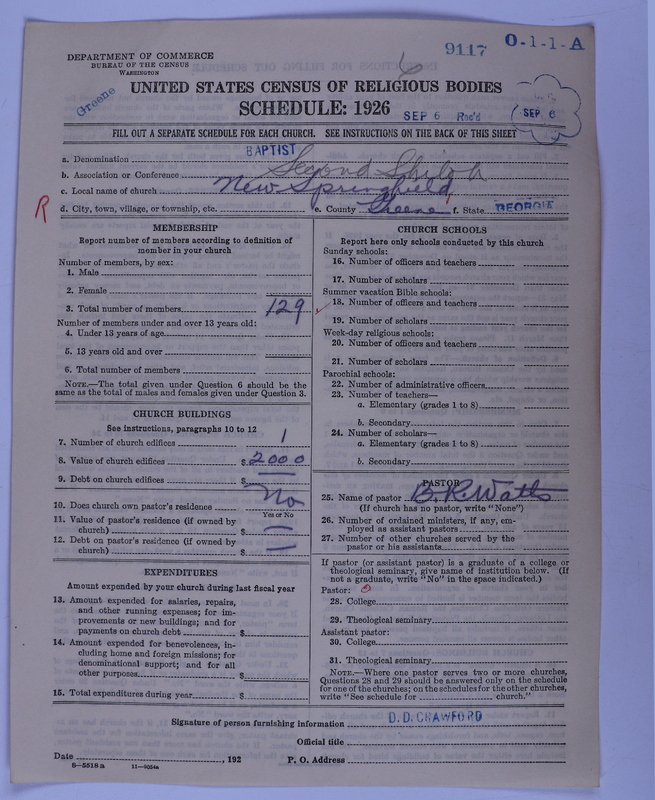 9117 O-1-1-A
DEPARTMENT OF COMMERCE
BUREAU OF THE CENSUS
WASHINGTON
Greene
UNITED STATES CENSUS OF RELIGIOUS BODIES
SCHEDULE: 1926
SEP 6 Rec'd
SEP 6
FILL OUT A SEPARATE SCHEDULE FOR EACH CHURCH. SEE INSTRUCTIONS ON THE BACK OF THIS SHEET
a. Denomination BAPTIST
b. Association or Conference Second Shiloh
c. Local name of church New Springfield
R
d. City, town, village, or township, etc. e. County Greene f. State GEORGIA
MEMBERSHIP
Report number of members according to definition of
member in your church
Number of members, by sex:
1. Male
2. Female
3. Total number of members 129
Number of members under and over 13 years old:
4. Under 13 years of age
5. 13 years old and over
6. Total number of members
NOTE.—The total given under Question 6 should be the
same as the total of males and females given under Question 3.
CHURCH BUILDINGS
See instructions, paragraphs 10 to 12
7. Number of church edifices 1
8. Value of church edifices $ 2000
9. Debt on church edifices $ —
10. Does church own pastor's residence No
Yes or No
11. Value of pastor's residence (if owned by
church) $ —
12. Debt on pastor's residence (if owned by
church) $ —
EXPENDITURES
Amount expended by your church during last fiscal year
13. Amount expended for salaries, repairs,
and other running expenses; for im-
provements or new buildings; and for
payments on church debt $
14. Amount expended for benevolences, in-
cluding home and foreign missions; for
denominational support; and for all
other purposes $
15. Total expenditures during year $
CHURCH SCHOOLS
Report here only schools conducted by this church
Sunday schools:
16. Number of officers and teachers
17. Number of scholars
Summer vacation Bible schools:
18. Number of officers and teachers
19. Number of scholars
Week-day religious schools:
20. Number of officers and teachers
21. Number of scholars
Parochial schools:
22. Number of administrative officers
23. Number of teachers—
a. Elementary (grades 1 to 8)
b. Secondary
24. Number of scholars—
a. Elementary (grades 1 to 8)
b. Secondary
PASTOR
25. Name of pastor B. R. Watts
(If church has no pastor, write "None")
26. Number of ordained ministers, if any, em-
ployed as assistant pastors
27. Number of other churches served by the
pastor or his assistants
If pastor (or assistant pastor) is a graduate of a college or
theological seminary, give name of institution below. (If
not a graduate, write "No" in the space indicated.)
Pastor: 0
28. College
29. Theological seminary
Assistant pastor:
30. College
31. Theological seminary
NOTE.—Where one pastor serves two or more churches,
Questions 28 and 29 should be answered only on the schedule
for one of the churches; on the schedules for the other churches,
write "See schedule for church."
Signature of person furnishing information D. D. CRAWFORD
Official title
Date , 192 P. O. Address
8-5518 a 11-9054a